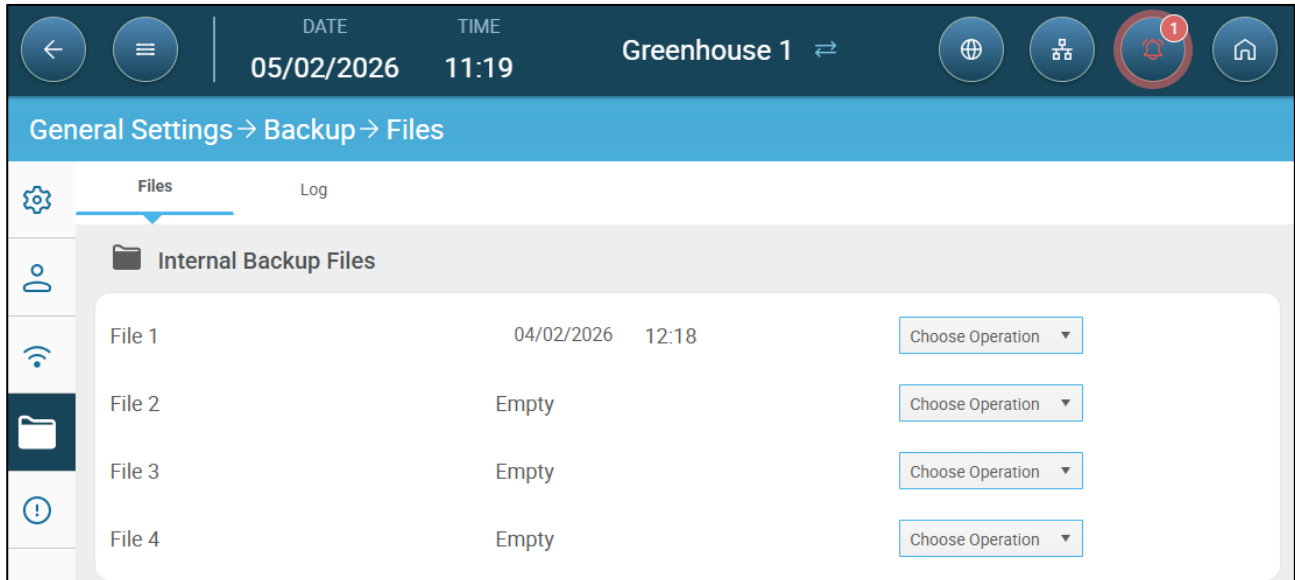 DATE
TIME
05/02/2026
11:19
Greenhouse 1
1
General Settings → Backup → Files
Files
Log
Internal Backup Files
File 1 04/02/2026 12:18 Choose Operation
File 2 Empty Choose Operation
File 3 Empty Choose Operation
File 4 Empty Choose Operation